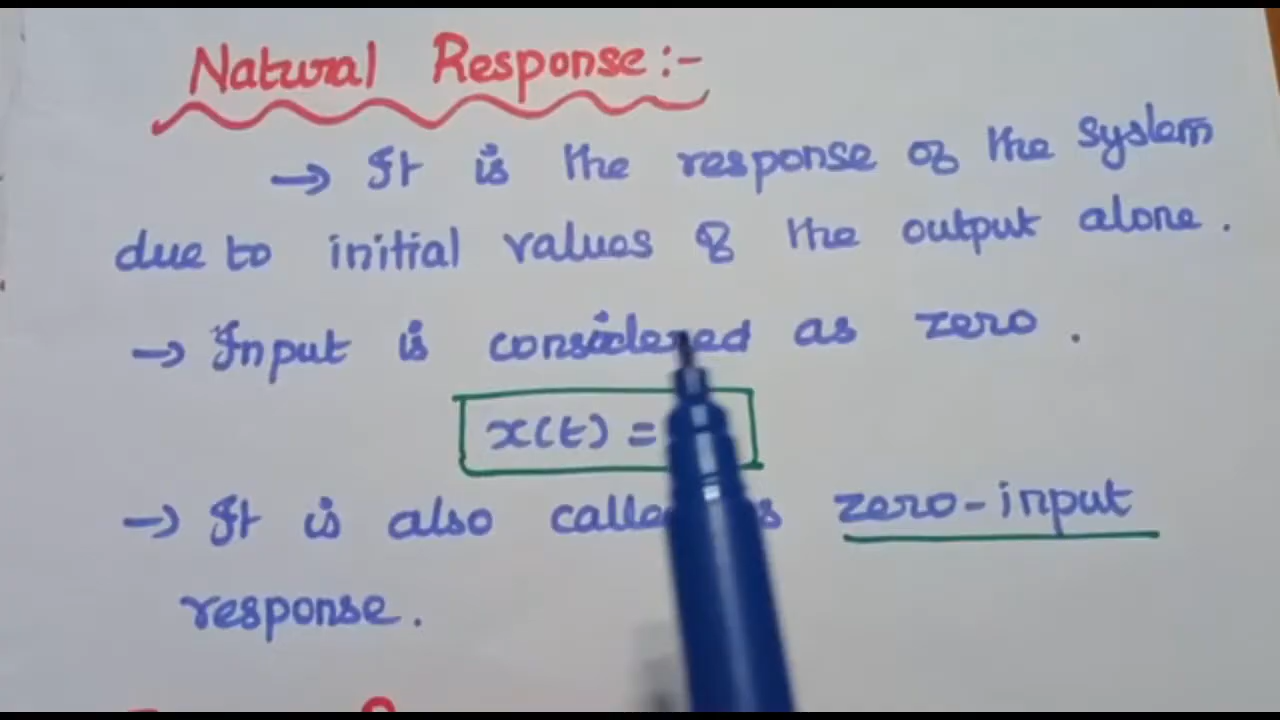 Natural Response:-
→ It is the response of the system
due to initial values of the output alone.
→ Input is considered as zero.
x(t) =
→ It is also called zero-input
response.